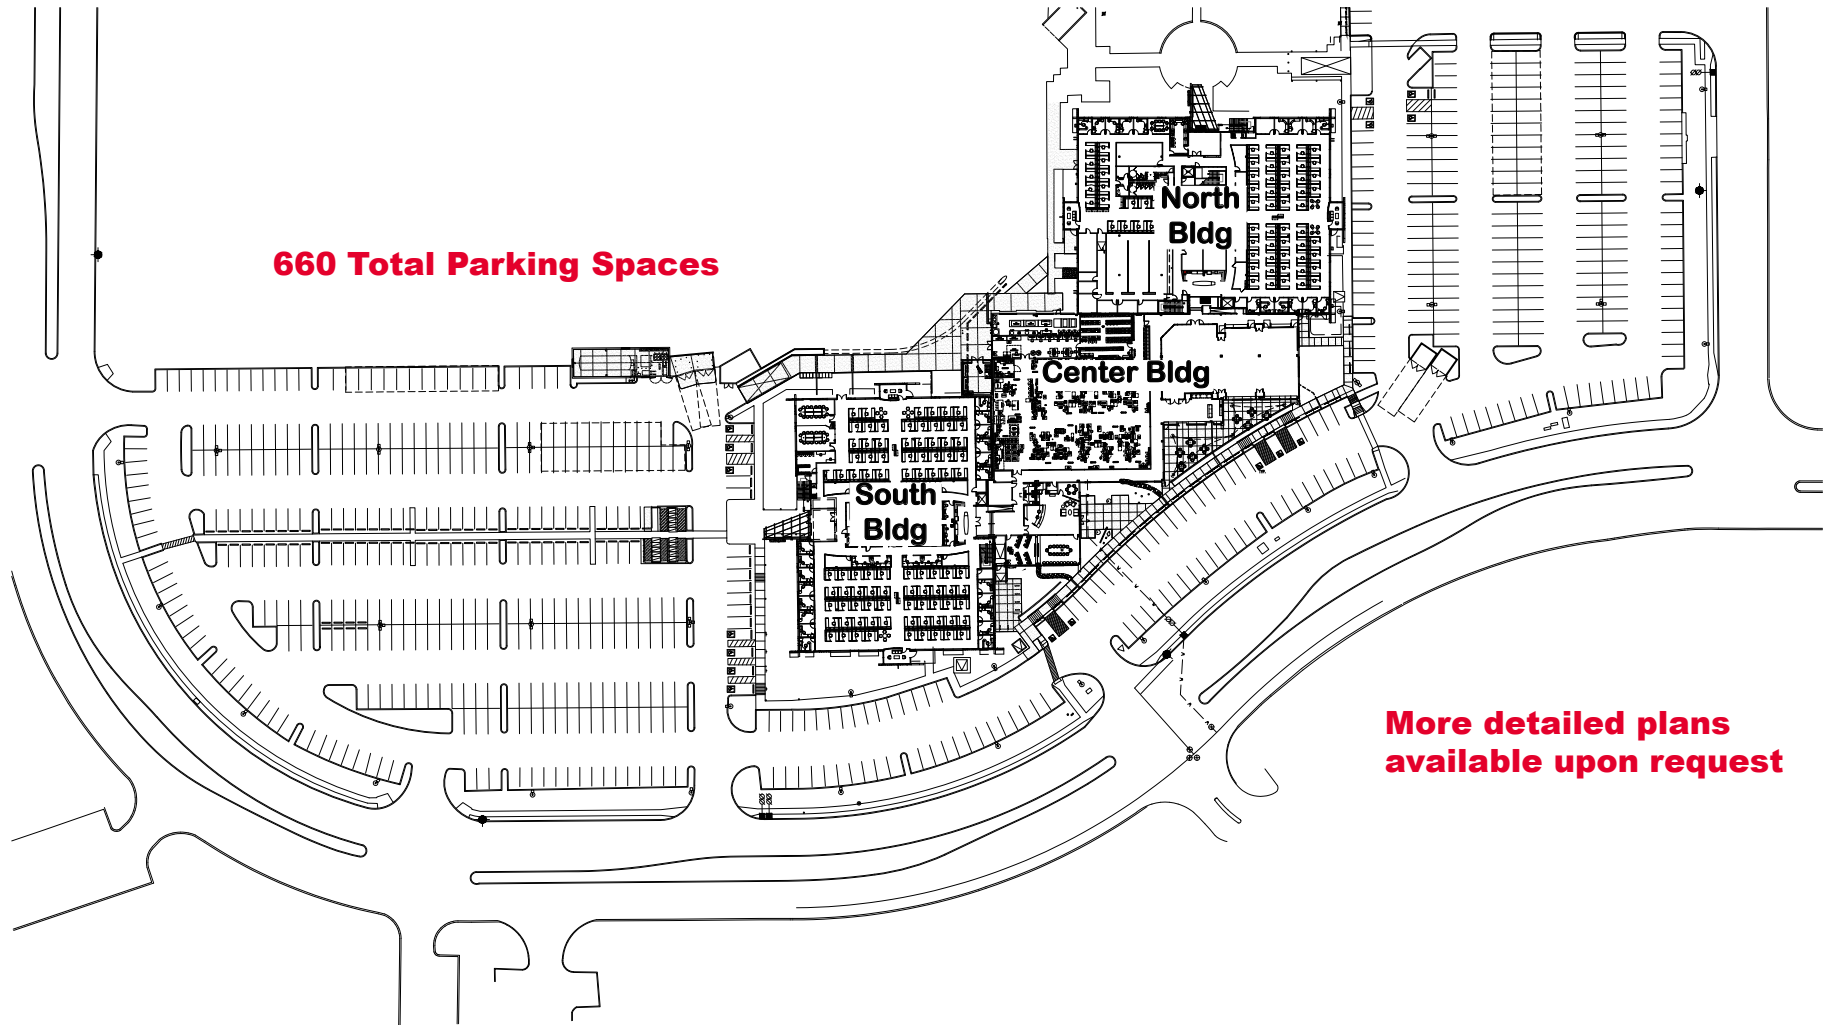 North
Bldg
660 Total Parking Spaces
Center Bldg
South
Bldg
More detailed plans
available upon request